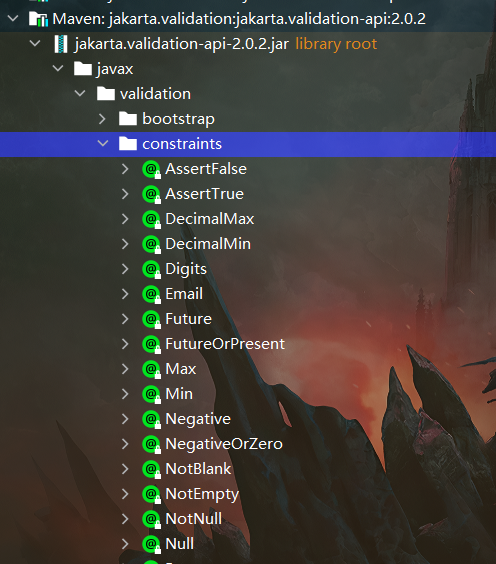 Maven: jakarta.validation:jakarta.validation-api:2.0.2
jakarta.validation-api-2.0.2.jar library root
javax
validation
bootstrap
constraints
AssertFalse
AssertTrue
DecimalMax
DecimalMin
Digits
Email
Future
FutureOrPresent
Max
Min
Negative
NegativeOrZero
NotBlank
NotEmpty
NotNull
Null